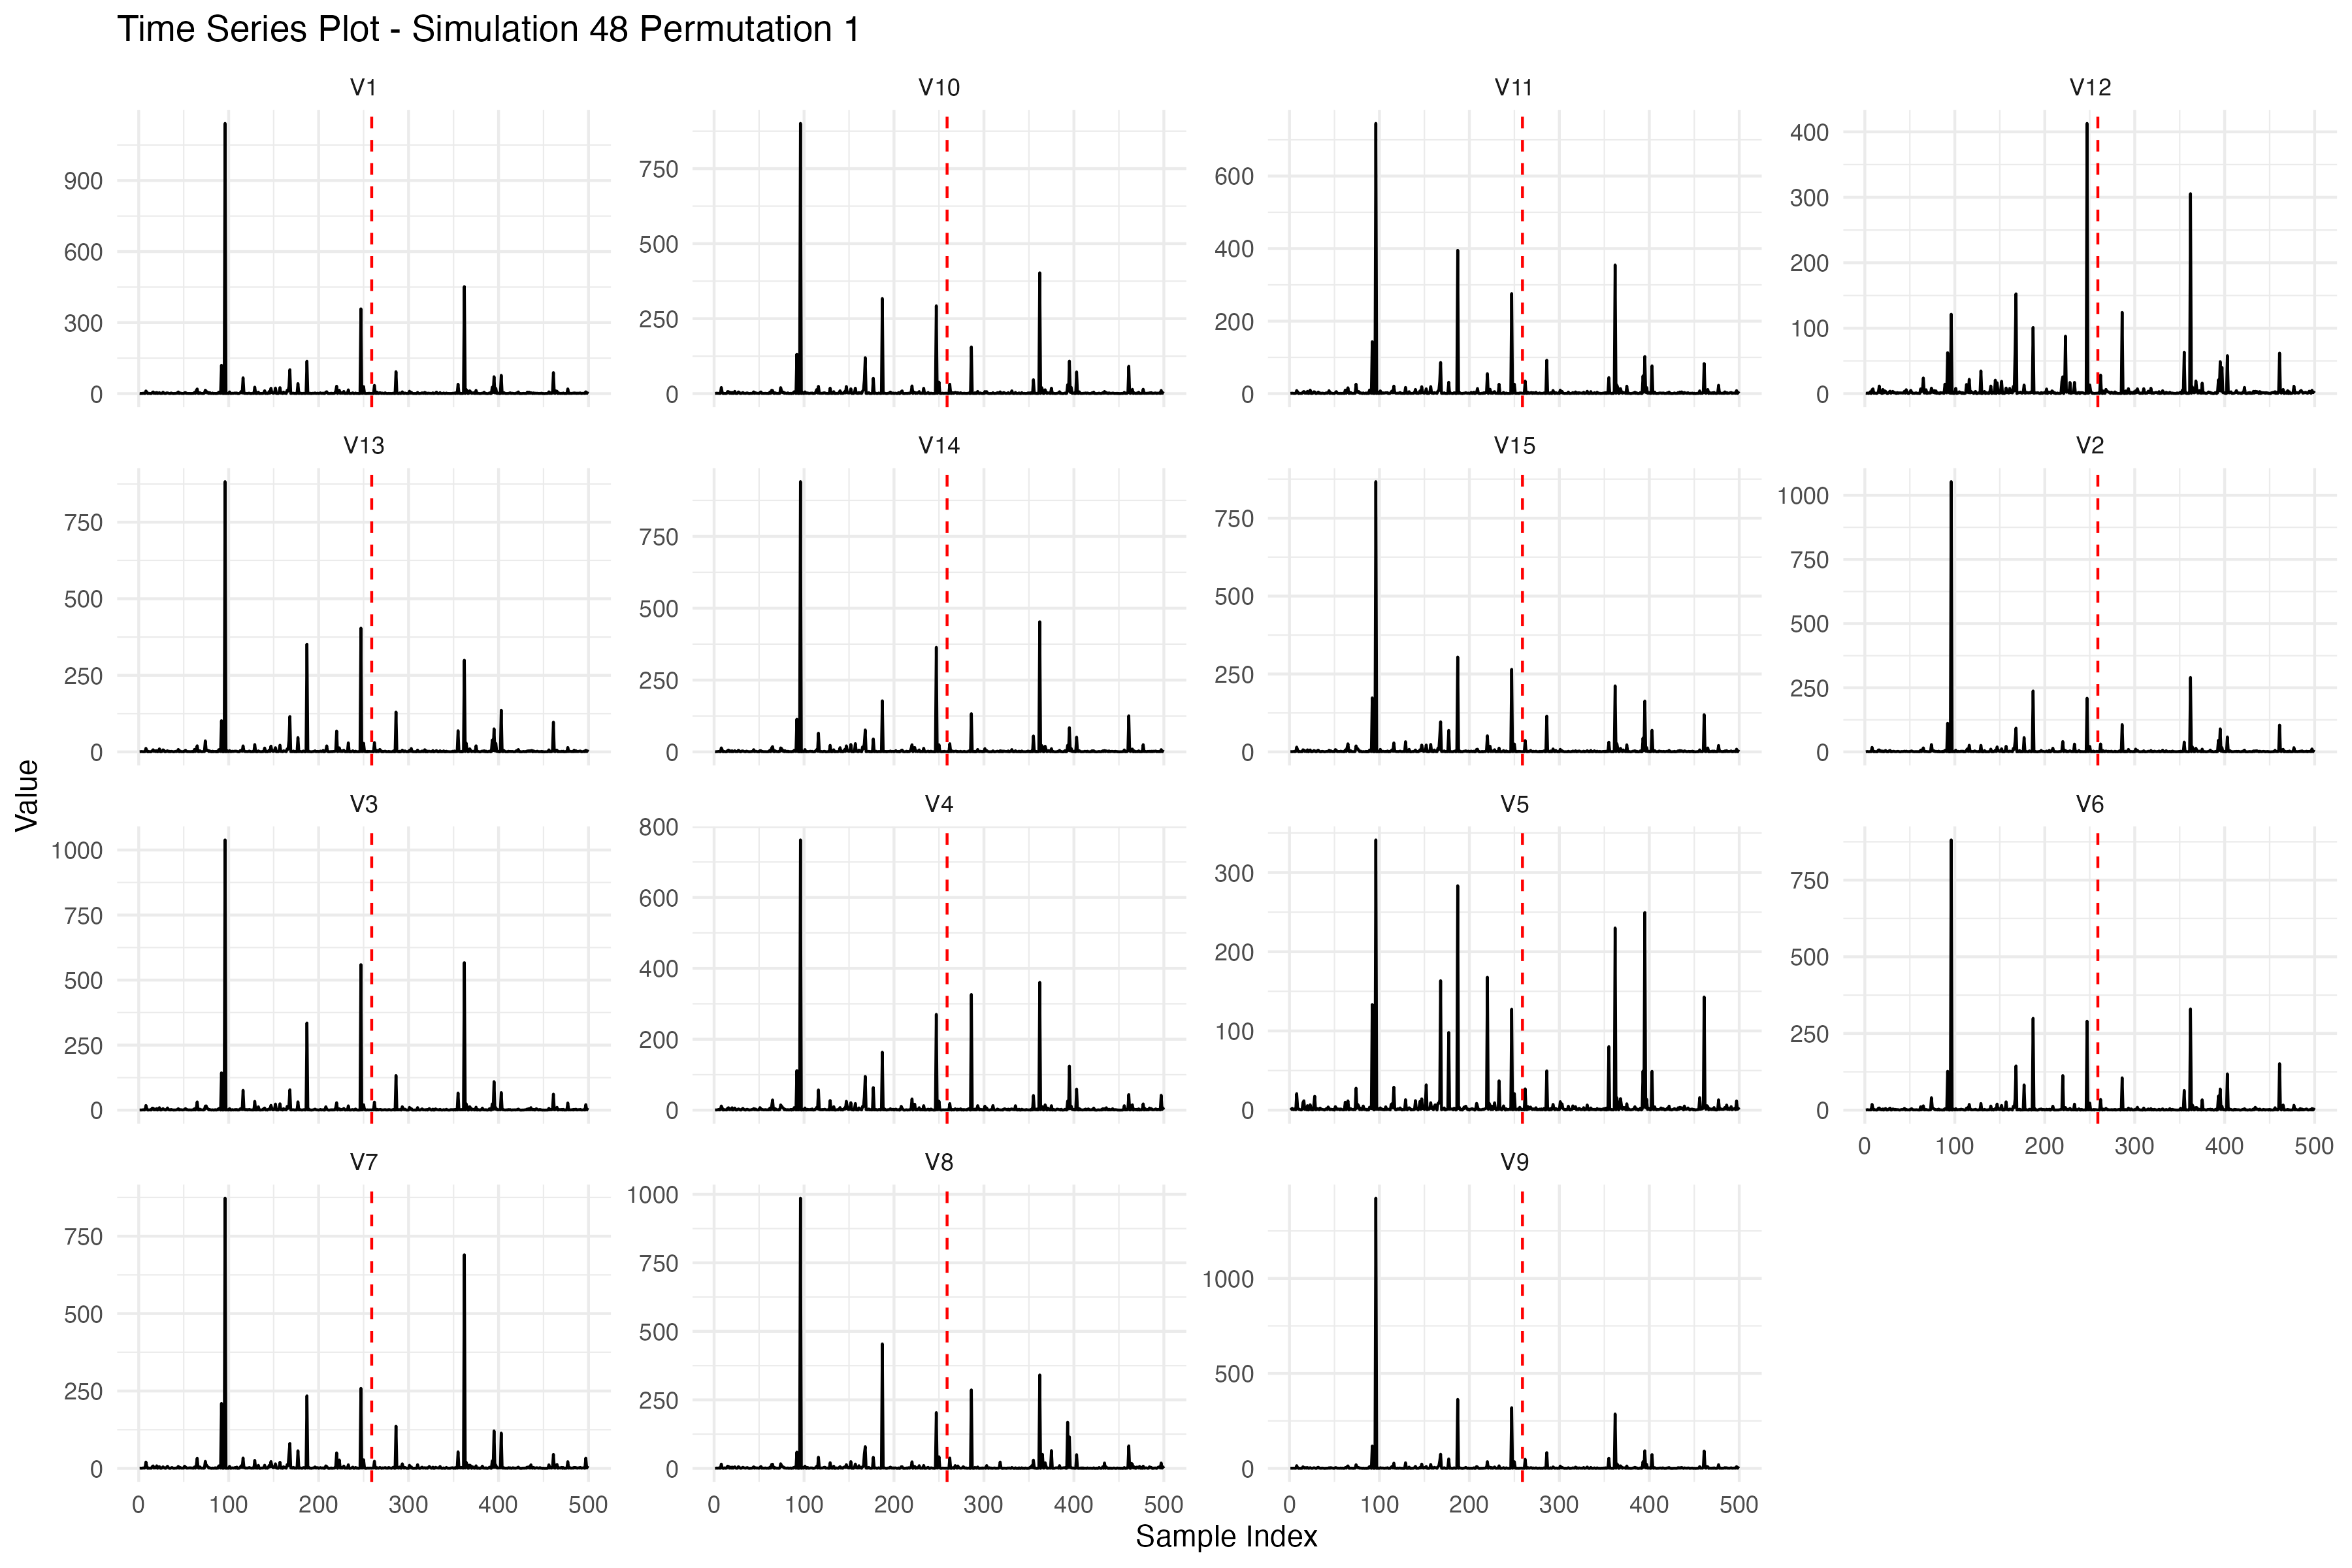 Time Series Plot - Simulation 48 Permutation 1
V1 V10 V11 V12
900 600 300 0
750 500 250 0
600 400 200 0
400 300 200 100 0
V13 V14 V15 V2
750 500 250 0
750 500 250 0
750 500 250 0
1000 750 500 250 0
Value
V3 V4 V5 V6
1000 750 500 250 0
800 600 400 200 0
300 200 100 0
750 500 250 0
0 100 200 300 400 500
V7 V8 V9
750 500 250 0
1000 750 500 250 0
1000 500 0
0 100 200 300 400 500
0 100 200 300 400 500
0 100 200 300 400 500
Sample Index